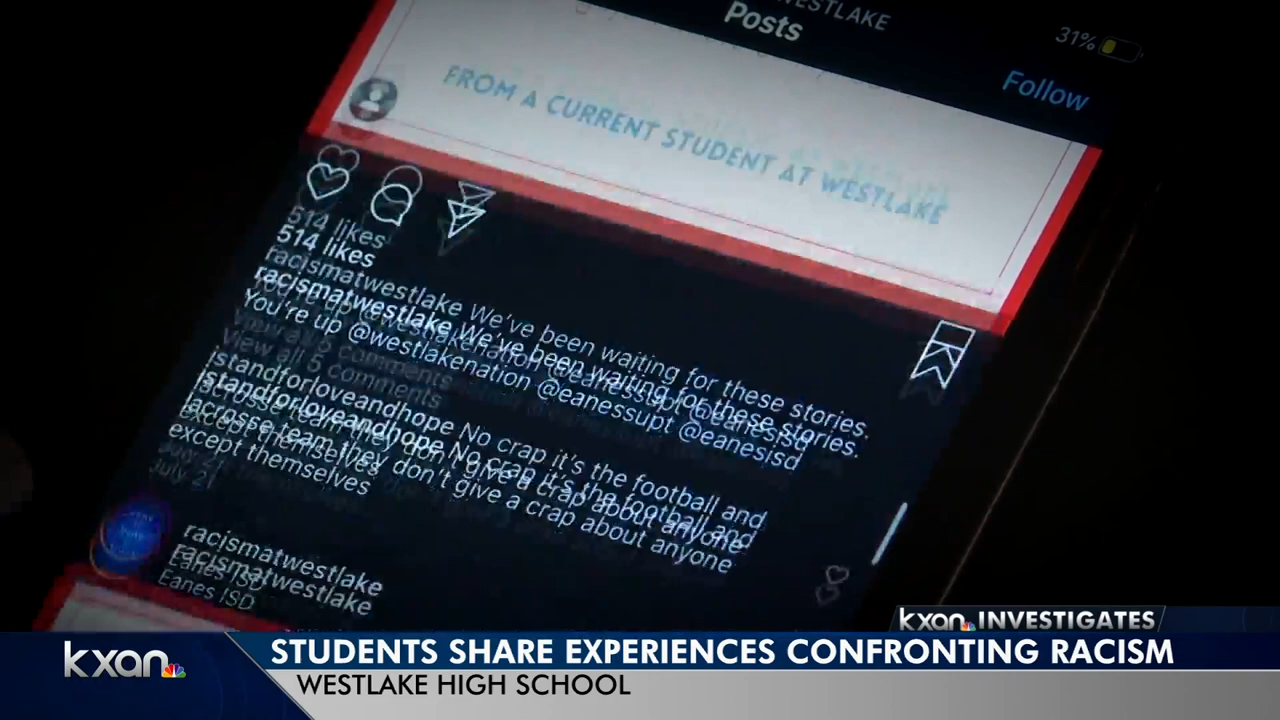 WESTLAKE
Posts
31%
Follow
FROM A CURRENT STUDENT AT WESTLAKE
514 likes
racismatwestlake We've been waiting for these stories.
You're up @westlakenation @eanessupt @eanesisd
View all 5 comments
istandforloveandhope No crap it's the football and
lacrosse team they don't give a crap about anyone
except themselves
July 21
racismatwestlake
Eanes ISD
kxan INVESTIGATES
kxan
STUDENTS SHARE EXPERIENCES CONFRONTING RACISM
WESTLAKE HIGH SCHOOL